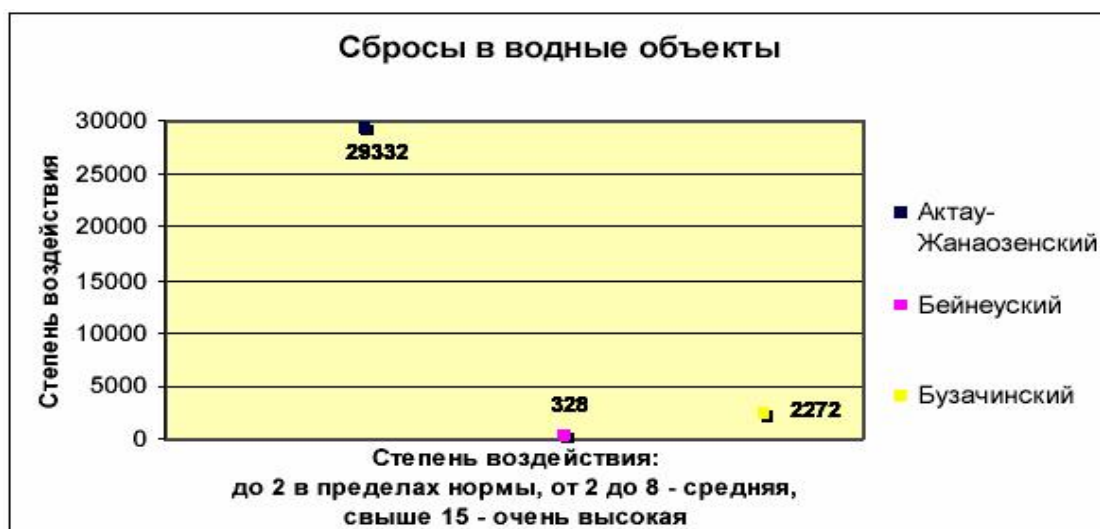 Сбросы в водные объекты
Степень воздействия
30000
25000
20000
15000
10000
5000
0
29332
328
2272
Актау-
Жанаозенский
Бейнеуский
Бузачинский
Степень воздействия:
до 2 в пределах нормы, от 2 до 8 - средняя,
свыше 15 - очень высокая